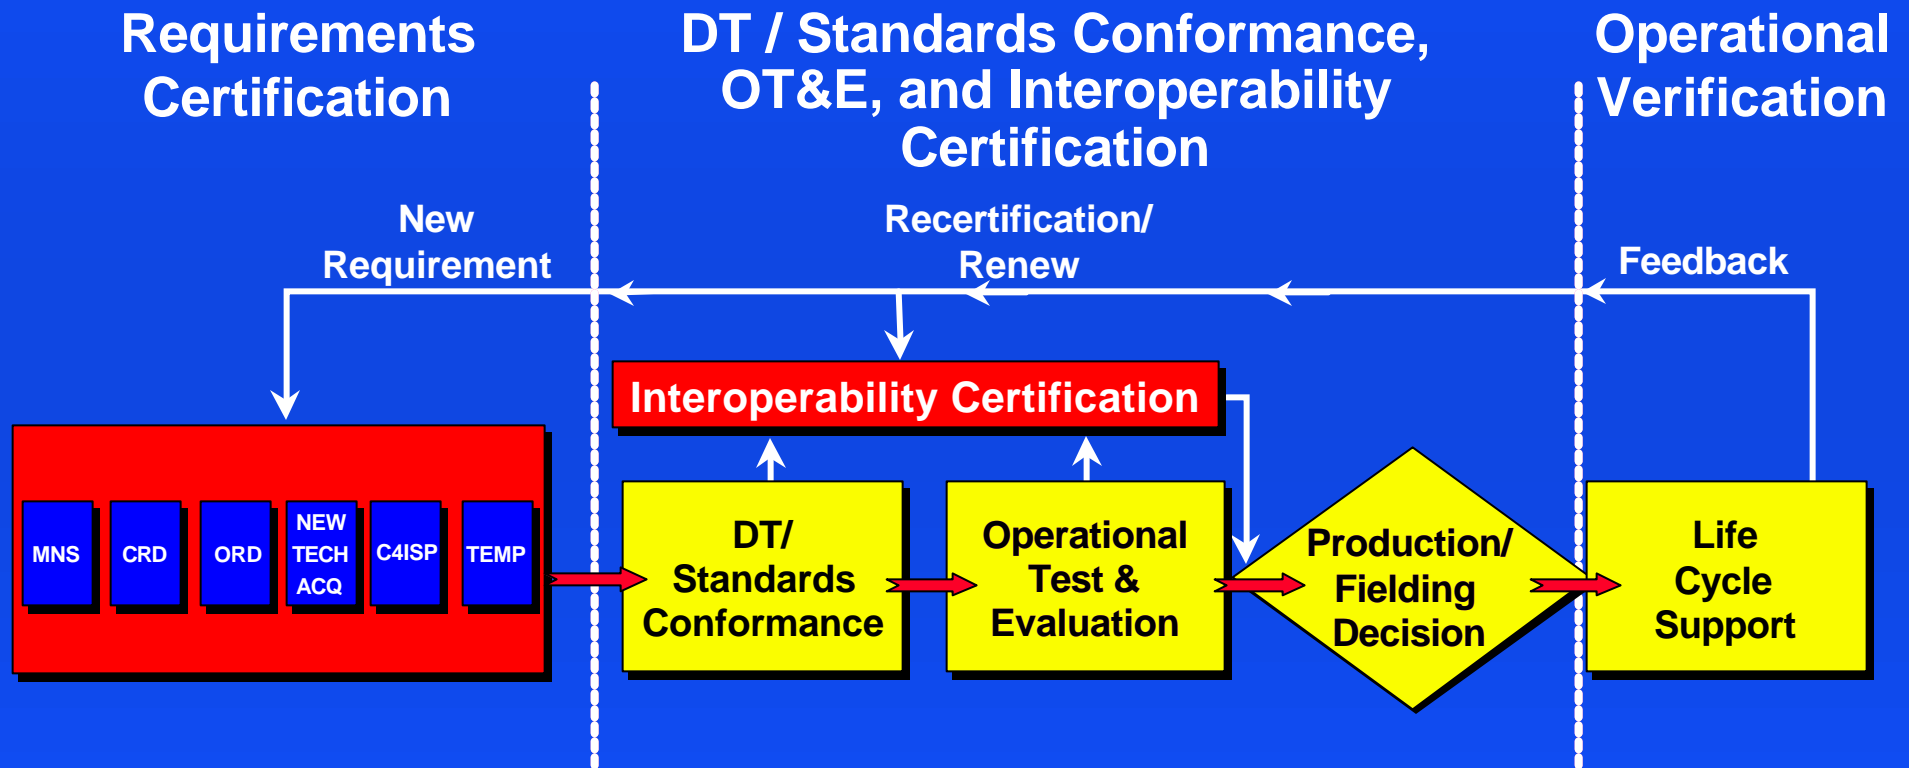 Requirements
Certification
DT / Standards Conformance,
OT&E, and Interoperability
Certification
Operational
Verification
New
Requirement
Recertification/
Renew
Feedback
Interoperability Certification
MNS
CRD
ORD
NEW
TECH
ACQ
C4ISP
TEMP
DT/
Standards
Conformance
Operational
Test &
Evaluation
Production/
Fielding
Decision
Life
Cycle
Support